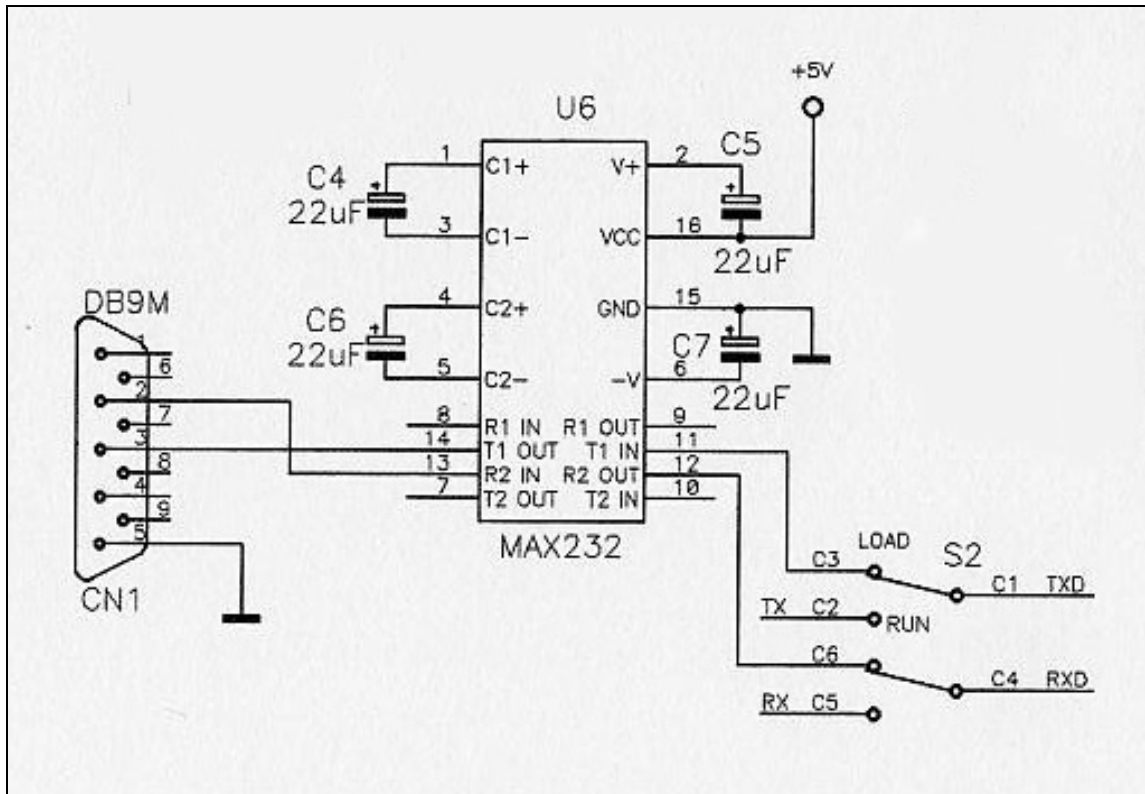 +5V
U6
1 C1+ V+ 2 C5
C4
22uF
3 C1- VCC 16
22uF
4 C2+ GND 15
C6
22uF
C7
5 C2- -V 6
22uF
DB9M
1
6
2
7
3
8
4
9
5
CN1
8 R1 IN R1 OUT 9
14 T1 OUT T1 IN 11
13 R2 IN R2 OUT 12
7 T2 OUT T2 IN 10
MAX232
LOAD
S2
C3
C1 TXD
TX C2
RUN
C6
C4 RXD
RX C5